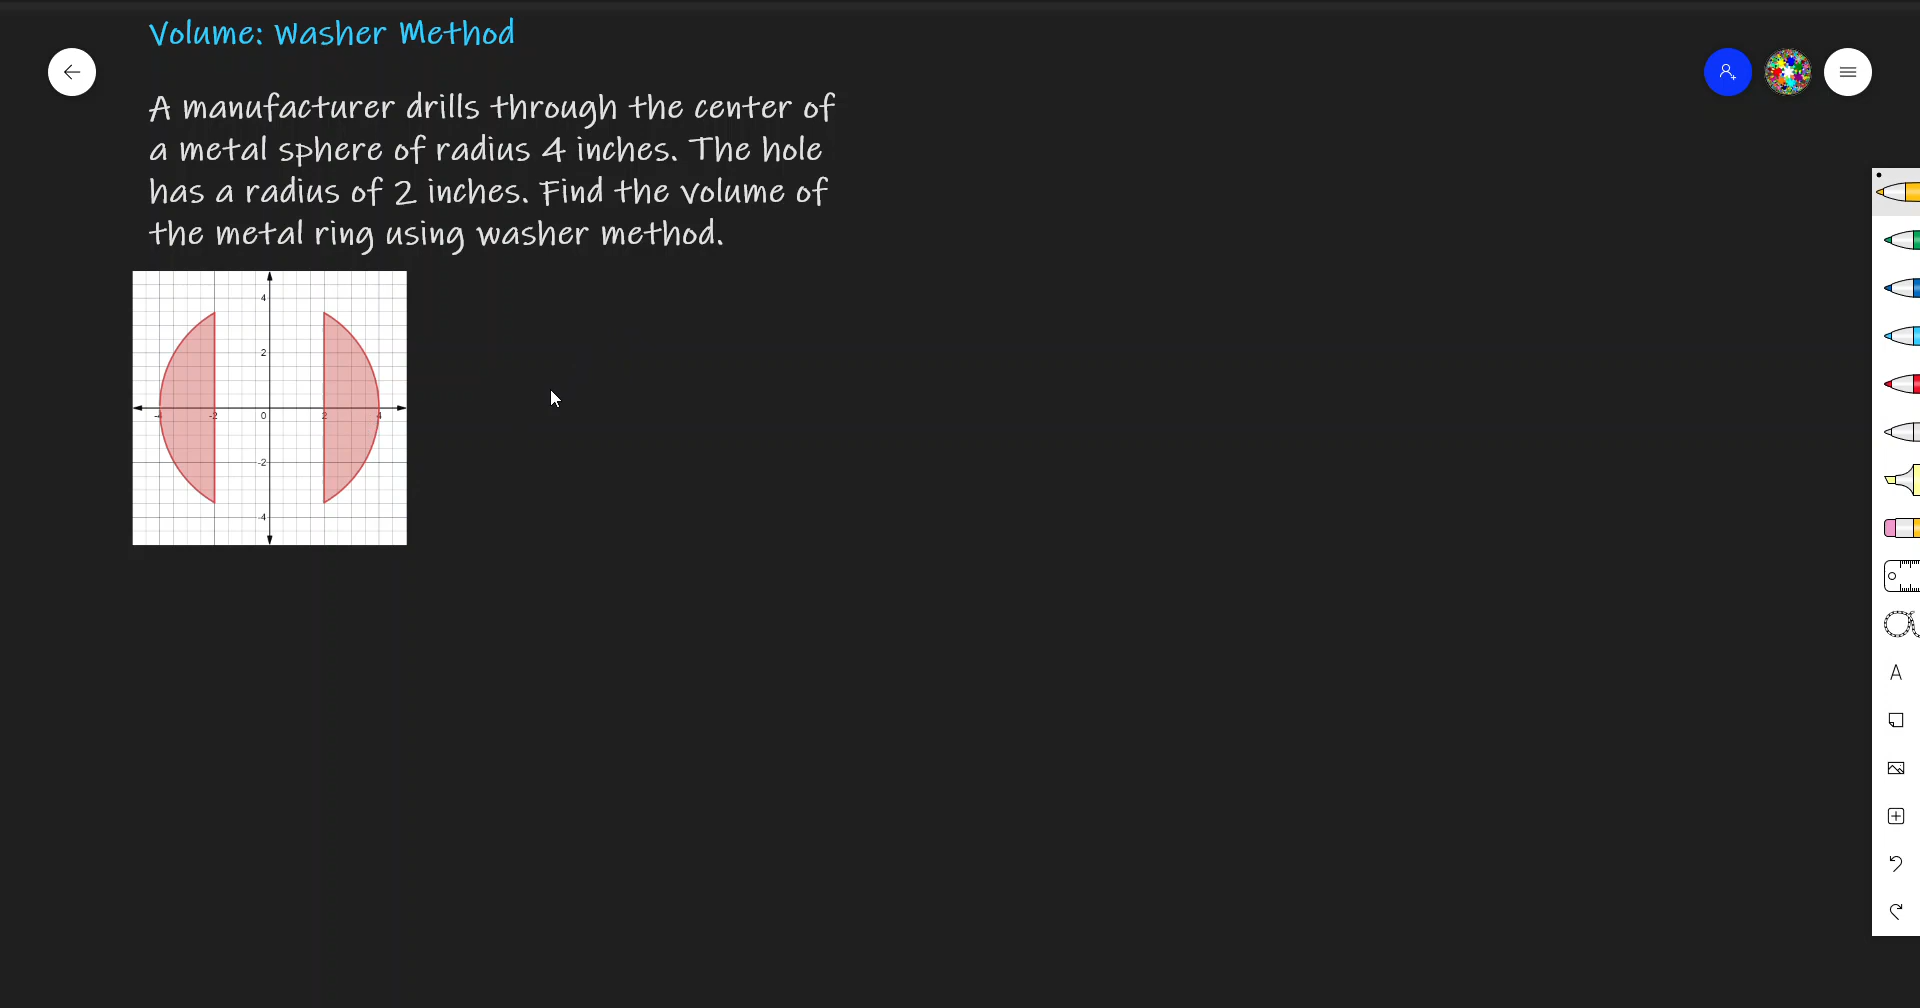 Volume: Washer Method
A manufacturer drills through the center of
a metal sphere of radius 4 inches. The hole
has a radius of 2 inches. Find the volume of
the metal ring using washer method.
4
2
-4 -2 0 2 4
-2
-4
A